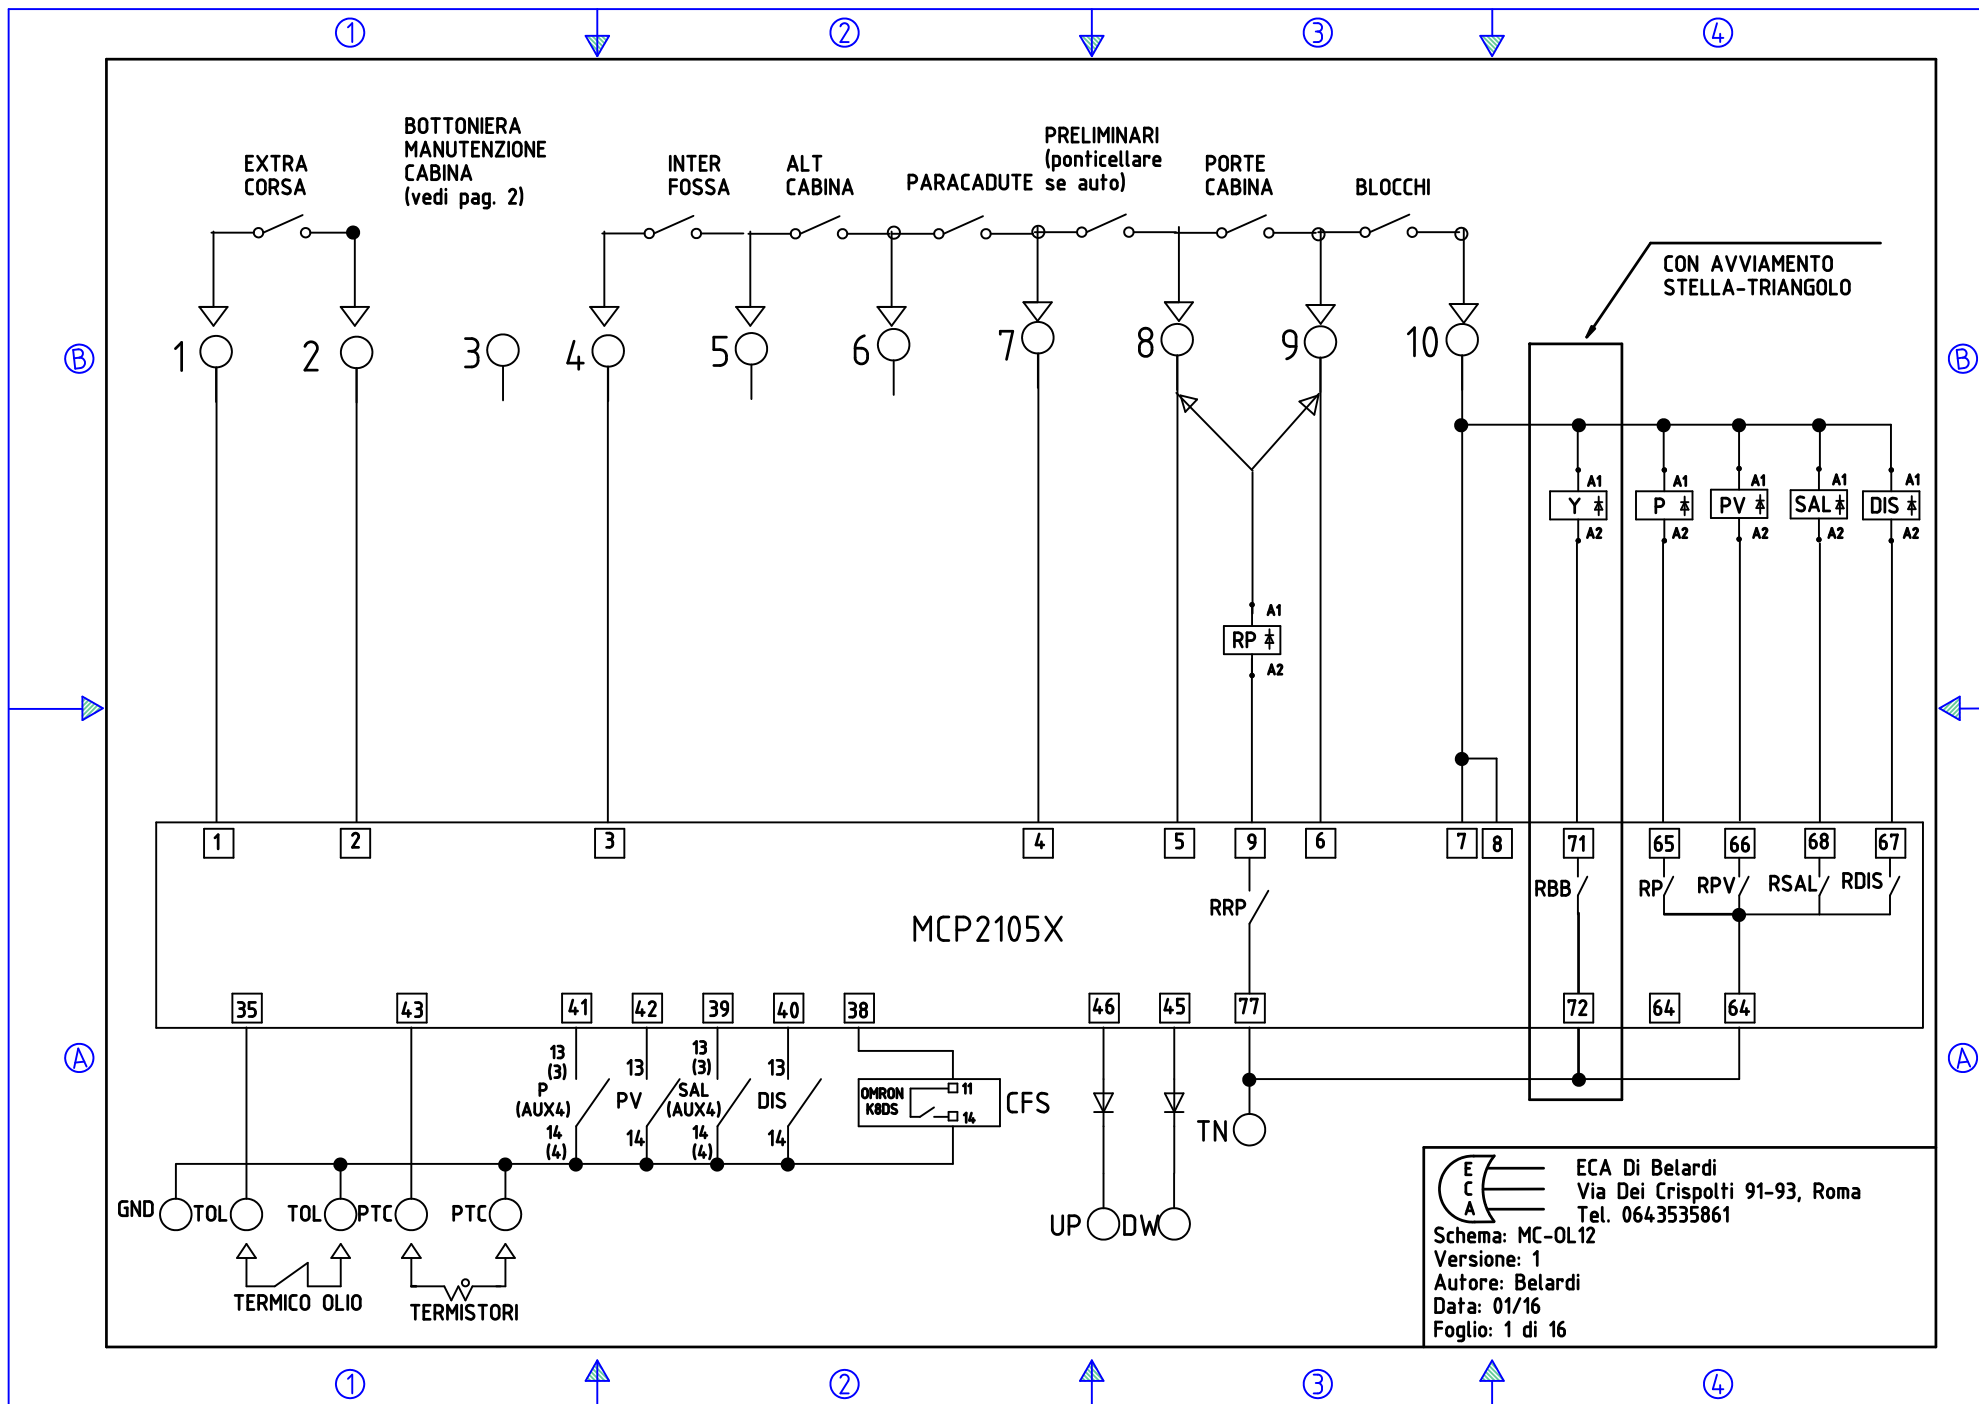 1 2 3 4
EXTRA
CORSA
BOTTONIERA
MANUTENZIONE
CABINA
(vedi pag. 2)
INTER
FOSSA
ALT
CABINA
PARACADUTE
PRELIMINARI
(ponticellare
se auto)
PORTE
CABINA
BLOCCHI
CON AVVIAMENTO
STELLA-TRIANGOLO
B 1 2 3 4 5 6 7 8 9 10 B
A1 A1 A1 A1 A1
Y P PV SAL DIS
A2 A2 A2 A2 A2
A1
RP
A2
1 2 3 4 5 9 6 7 8 71 65 66 68 67
RRP RBB RP RPV RSAL RDIS
MCP2105X
35 43 41 42 39 40 38 46 45 77 72 64 64
A A
13
(3)
P
(AUX4)
14
(4)
13
PV
14
13
(3)
SAL
(AUX4)
14
(4)
13
DIS
14
OMRON
K8DS
11
14
CFS
TN
GND TOL TOL PTC PTC
UP DW
TERMICO OLIO
TERMISTORI
E
C
A
ECA Di Belardi
Via Dei Crispolti 91-93, Roma
Tel. 0643535861
Schema: MC-OL12
Versione: 1
Autore: Belardi
Data: 01/16
Foglio: 1 di 16
1 2 3 4